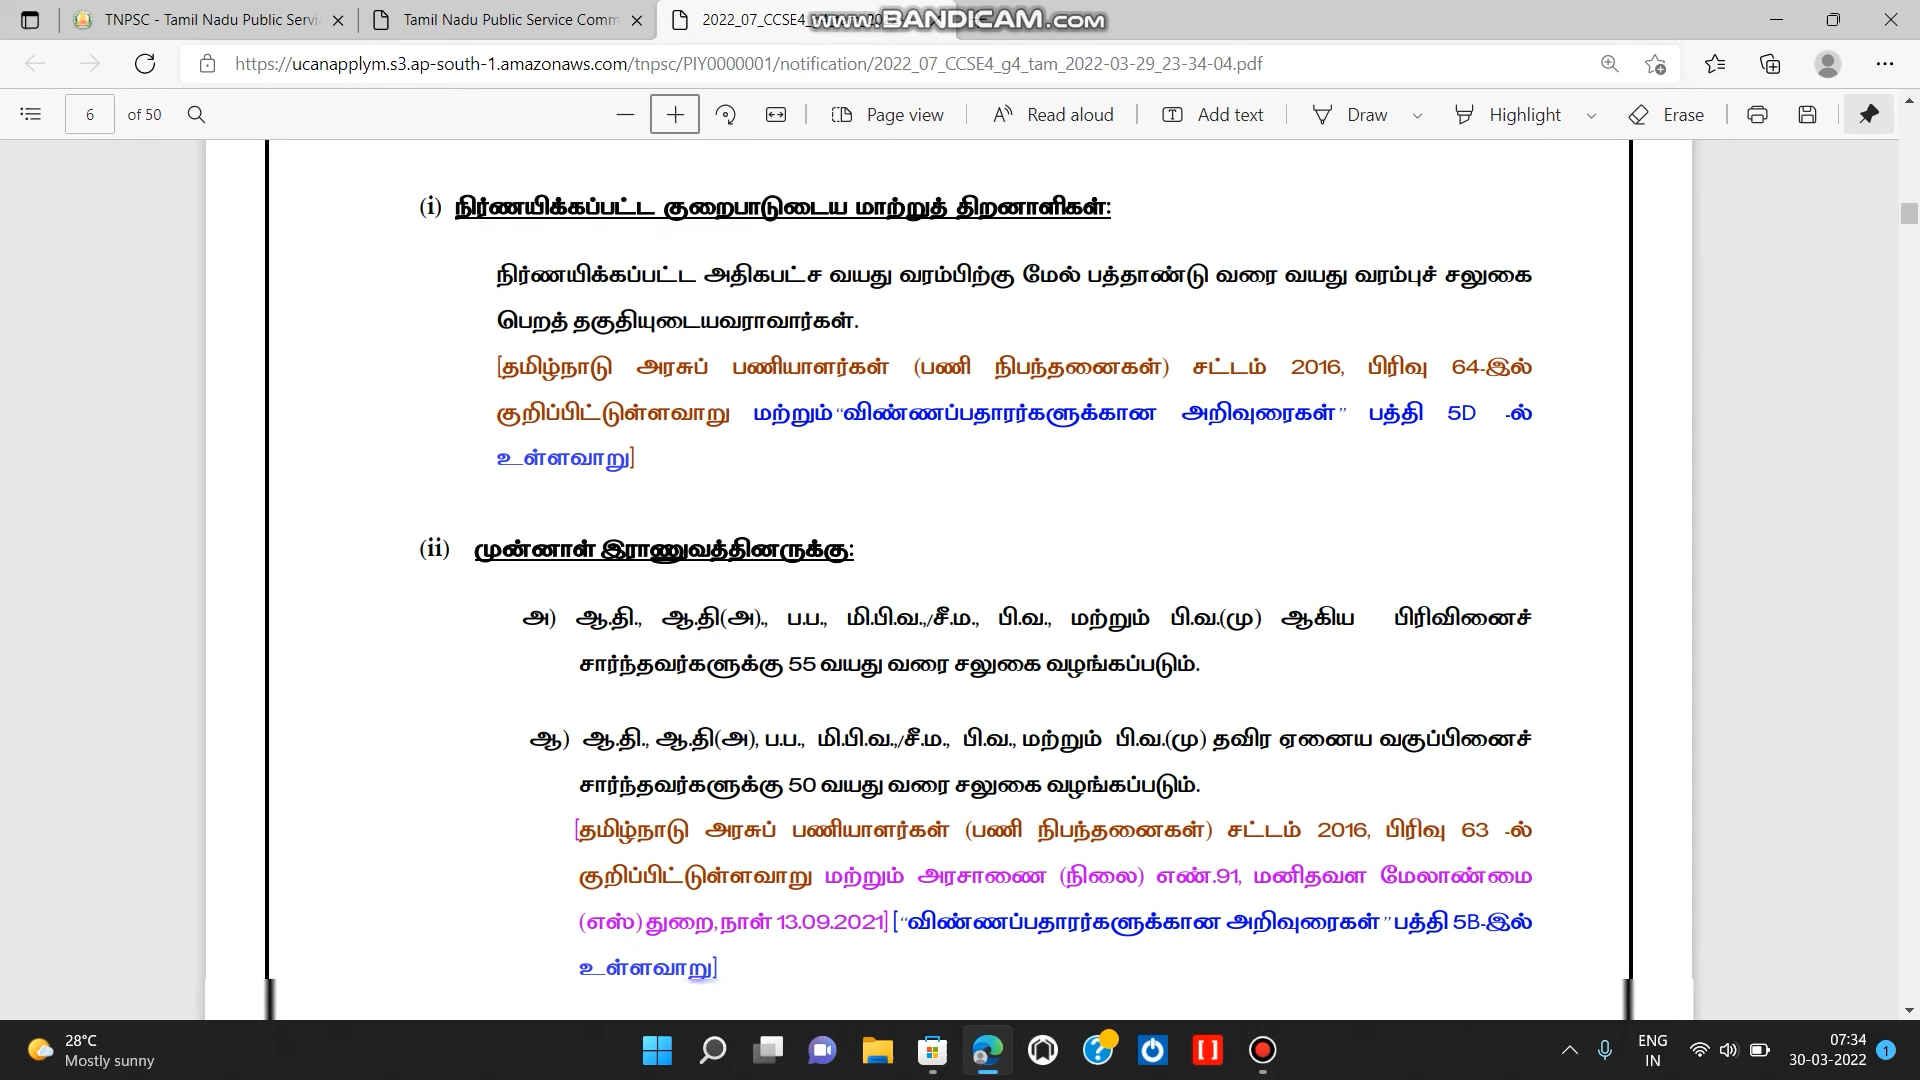 TNPSC - Tamil Nadu Public Servi
Tamil Nadu Public Service Comm
2022_07_CCSE4_
www.BANDICAM.com
https://ucanapplym.s3.ap-south-1.amazonaws.com/tnpsc/PIY0000001/notification/2022_07_CCSE4_g4_tam_2022-03-29_23-34-04.pdf
6 of 50
Page view
Read aloud
Add text
Draw
Highlight
Erase
(i) நிர்ணயிக்கப்பட்ட குறைபாடுடைய மாற்றுத் திறனாளிகள்:
நிர்ணயிக்கப்பட்ட அதிகபட்ச வயது வரம்பிற்கு மேல் பத்தாண்டு வரை வயது வரம்புச் சலுகை
பெறத் தகுதியுடையவராவார்கள்.
[தமிழ்நாடு அரசுப் பணியாளர்கள் (பணி நிபந்தனைகள்) சட்டம் 2016, பிரிவு 64-இல்
குறிப்பிட்டுள்ளவாறு மற்றும் “விண்ணப்பதாரர்களுக்கான அறிவுரைகள்” பத்தி 5D -ல்
உள்ளவாறு]
(ii) முன்னாள் இராணுவத்தினருக்கு:
அ) ஆ.தி., ஆ.தி(அ)., ப.ப., மி.பி.வ.,/சீ.ம., பி.வ., மற்றும் பி.வ.(மு) ஆகிய பிரிவினைச்
சார்ந்தவர்களுக்கு 55 வயது வரை சலுகை வழங்கப்படும்.
ஆ) ஆ.தி., ஆ.தி(அ), ப.ப., மி.பி.வ.,/சீ.ம., பி.வ., மற்றும் பி.வ.(மு) தவிர ஏனைய வகுப்பினைச்
சார்ந்தவர்களுக்கு 50 வயது வரை சலுகை வழங்கப்படும்.
[தமிழ்நாடு அரசுப் பணியாளர்கள் (பணி நிபந்தனைகள்) சட்டம் 2016, பிரிவு 63 -ல்
குறிப்பிட்டுள்ளவாறு மற்றும் அரசாணை (நிலை) எண்.91, மனிதவள மேலாண்மை
(எஸ்) துறை, நாள் 13.09.2021] [“விண்ணப்பதாரர்களுக்கான அறிவுரைகள்” பத்தி 5B-இல்
உள்ளவாறு]
28°C
Mostly sunny
ENG
IN
07:34
30-03-2022
1